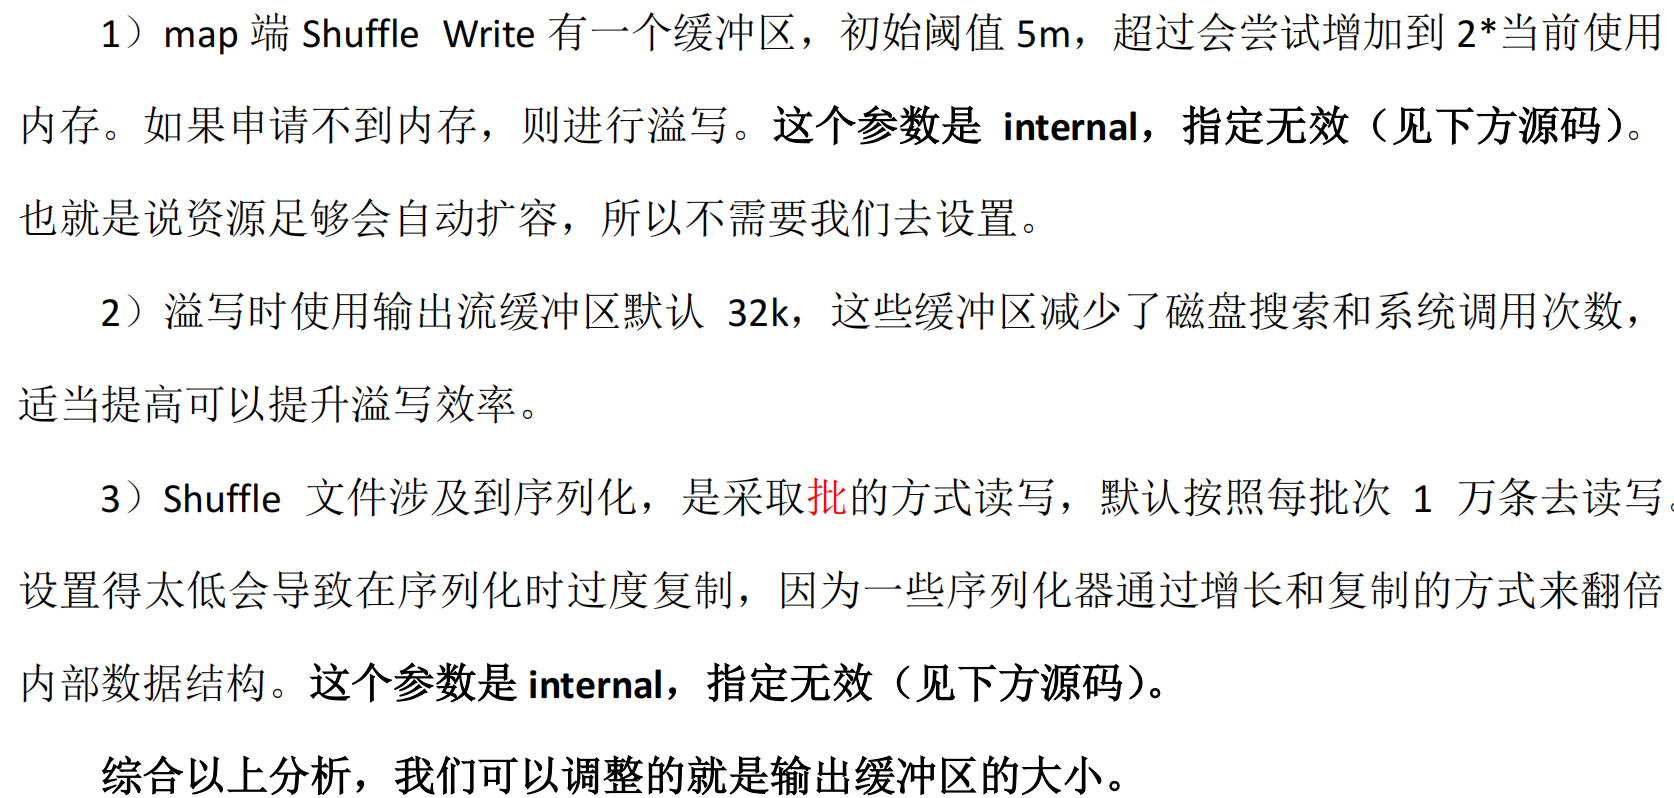 1）map 端 Shuffle Write 有一个缓冲区，初始阈值 5m，超过会尝试增加到 2*当前使用
内存。如果申请不到内存，则进行溢写。这个参数是 internal，指定无效（见下方源码）。
也就是说资源足够会自动扩容，所以不需要我们去设置。
2）溢写时使用输出流缓冲区默认 32k，这些缓冲区减少了磁盘搜索和系统调用次数，
适当提高可以提升溢写效率。
3）Shuffle 文件涉及到序列化，是采取批的方式读写，默认按照每批次 1 万条去读写。
设置得太低会导致在序列化时过度复制，因为一些序列化器通过增长和复制的方式来翻倍
内部数据结构。这个参数是 internal，指定无效（见下方源码）。
综合以上分析，我们可以调整的就是输出缓冲区的大小。